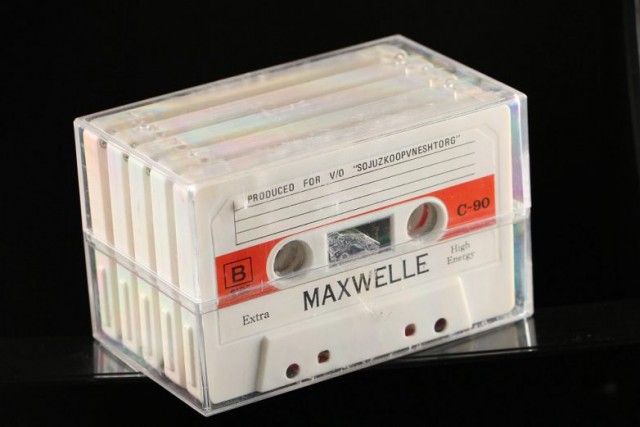 PRODUCED FOR V/O "SOJUZKOOPVNESHTORG"
C-90
B
High
Energy
MAXWELLE
Extra